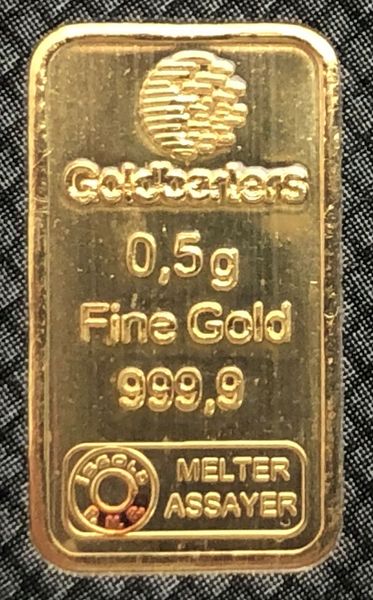 Goldbarters
0,5g
Fine Gold
999,9
MELTER
ASSAYER